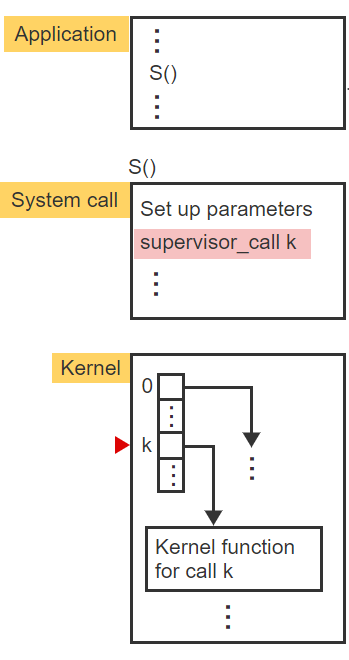 Application
⋮
S()
⋮
S()
System call
Set up parameters
supervisor_call k
⋮
Kernel
0
⋮
⋮
k
⋮
Kernel function
for call k
⋮